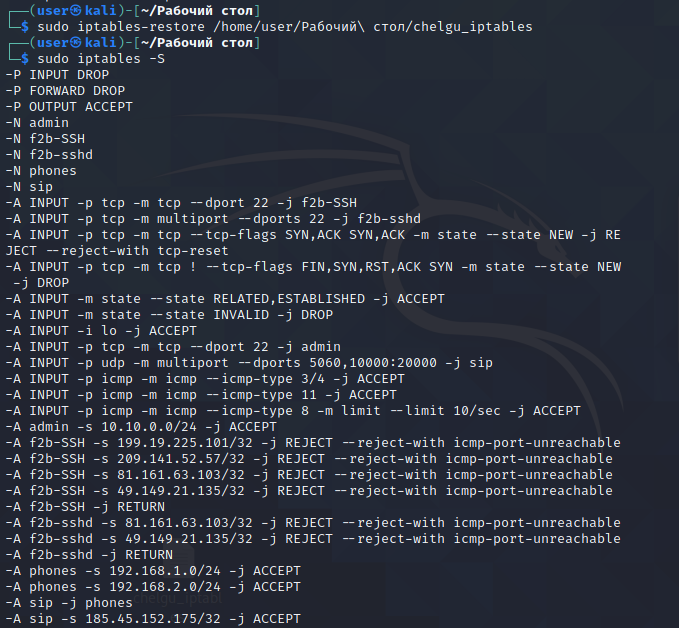 ┌──(user㉿kali)-[~/Рабочий стол]
└─$ sudo iptables-restore /home/user/Рабочий\ стол/chelgu_iptables
┌──(user㉿kali)-[~/Рабочий стол]
└─$ sudo iptables -S
-P INPUT DROP
-P FORWARD DROP
-P OUTPUT ACCEPT
-N admin
-N f2b-SSH
-N f2b-sshd
-N phones
-N sip
-A INPUT -p tcp -m tcp --dport 22 -j f2b-SSH
-A INPUT -p tcp -m multiport --dports 22 -j f2b-sshd
-A INPUT -p tcp -m tcp --tcp-flags SYN,ACK SYN,ACK -m state --state NEW -j RE
JECT --reject-with tcp-reset
-A INPUT -p tcp -m tcp ! --tcp-flags FIN,SYN,RST,ACK SYN -m state --state NEW
 -j DROP
-A INPUT -m state --state RELATED,ESTABLISHED -j ACCEPT
-A INPUT -m state --state INVALID -j DROP
-A INPUT -i lo -j ACCEPT
-A INPUT -p tcp -m tcp --dport 22 -j admin
-A INPUT -p udp -m multiport --dports 5060,10000:20000 -j sip
-A INPUT -p icmp -m icmp --icmp-type 3/4 -j ACCEPT
-A INPUT -p icmp -m icmp --icmp-type 11 -j ACCEPT
-A INPUT -p icmp -m icmp --icmp-type 8 -m limit --limit 10/sec -j ACCEPT
-A admin -s 10.10.0.0/24 -j ACCEPT
-A f2b-SSH -s 199.19.225.101/32 -j REJECT --reject-with icmp-port-unreachable
-A f2b-SSH -s 209.141.52.57/32 -j REJECT --reject-with icmp-port-unreachable
-A f2b-SSH -s 81.161.63.103/32 -j REJECT --reject-with icmp-port-unreachable
-A f2b-SSH -s 49.149.21.135/32 -j REJECT --reject-with icmp-port-unreachable
-A f2b-SSH -j RETURN
-A f2b-sshd -s 81.161.63.103/32 -j REJECT --reject-with icmp-port-unreachable
-A f2b-sshd -s 49.149.21.135/32 -j REJECT --reject-with icmp-port-unreachable
-A f2b-sshd -j RETURN
-A phones -s 192.168.1.0/24 -j ACCEPT
-A phones -s 192.168.2.0/24 -j ACCEPT
-A sip -j phones
-A sip -s 185.45.152.175/32 -j ACCEPT